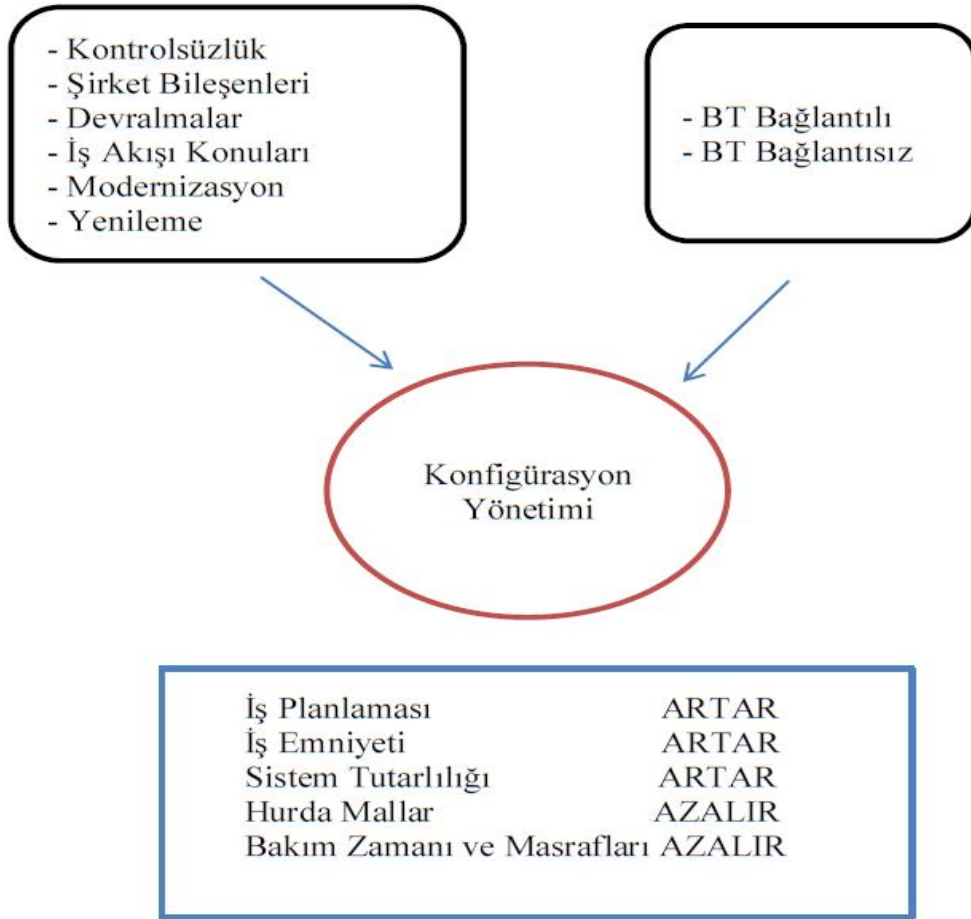 - Kontrolsüzlük
- Şirket Bileşenleri
- Devralmalar
- İş Akışı Konuları
- Modernizasyon
- Yenileme
- BT Bağlantılı
- BT Bağlantısız
Konfigürasyon
Yönetimi
İş Planlaması ARTAR
İş Emniyeti ARTAR
Sistem Tutarlılığı ARTAR
Hurda Mallar AZALIR
Bakım Zamanı ve Masrafları AZALIR